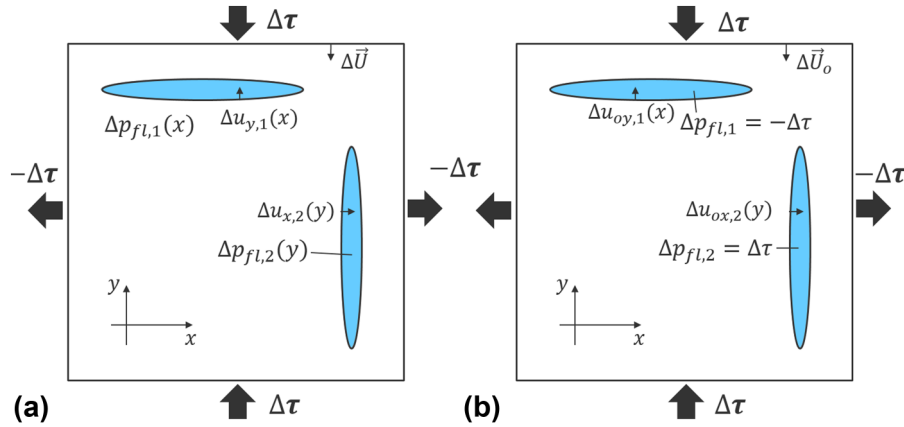 Δτ
ΔU⃗
Δp_{fl,1}(x)
Δu_{y,1}(x)
−Δτ
−Δτ
Δu_{x,2}(y)
Δp_{fl,2}(y)
y
x
(a)
Δτ
Δτ
ΔU⃗_o
Δu_{oy,1}(x)
Δp_{fl,1} = −Δτ
−Δτ
Δu_{ox,2}(y)
Δp_{fl,2} = Δτ
y
x
(b)
Δτ